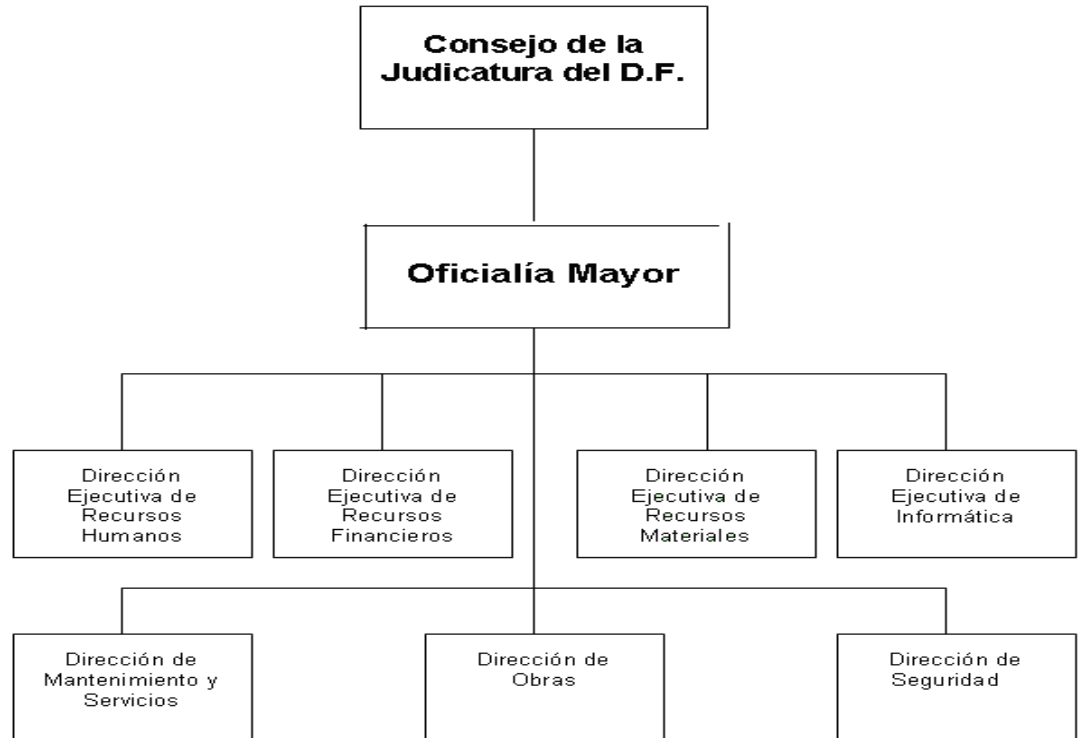 Consejo de la
Judicatura del D.F.
Oficialía Mayor
Dirección
Ejecutiva de
Recursos
Humanos
Dirección
Ejecutiva de
Recursos
Financieros
Dirección
Ejecutiva de
Recursos
Materiales
Dirección
Ejecutiva de
Informática
Dirección de
Mantenimiento y
Servicios
Dirección de
Obras
Dirección de
Seguridad